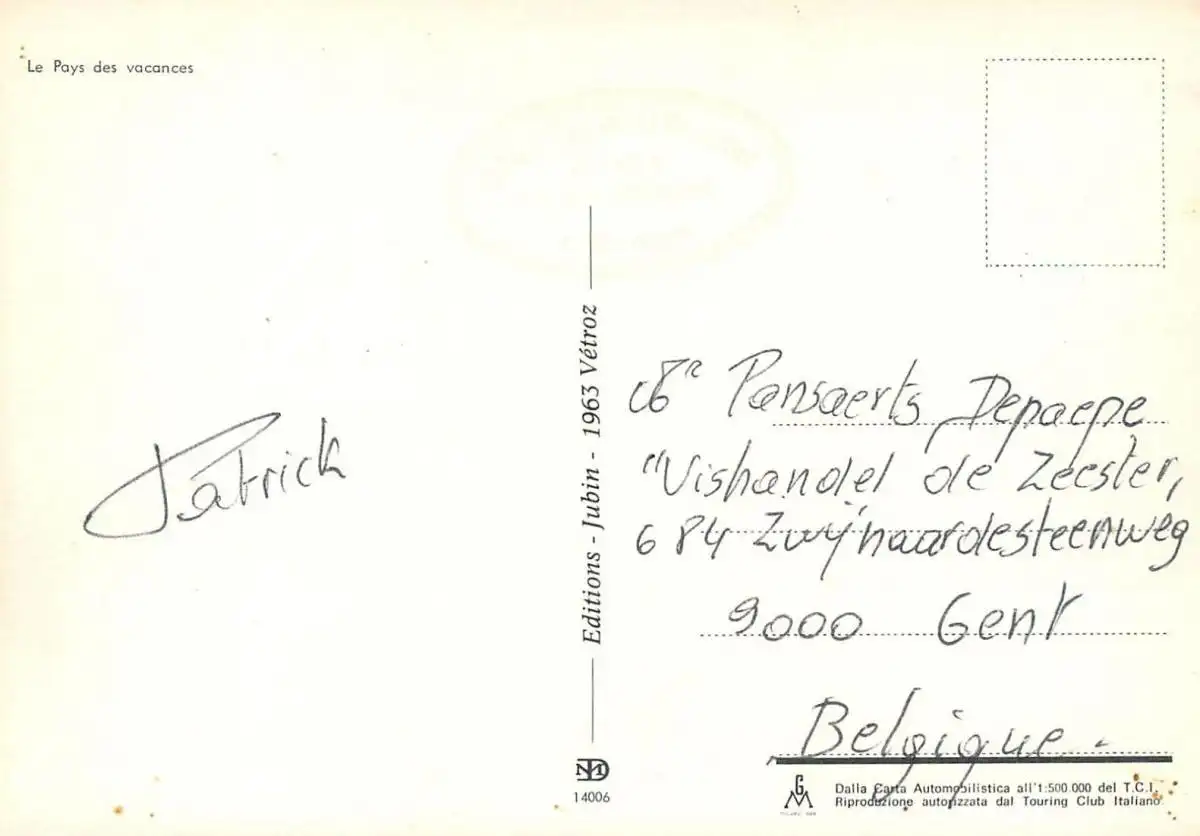 Le Pays des vacances
Patrick
Editions - Jubin - 1963 Vétroz
14006
Pansaerts Depaepe
"Vishandel de Zeester,
684 Zwijnaardesteenweg
9000 Gent
Belgique.
GM
Dalla Carta Automobilistica all'1:500 000 del T.C.I.
Riproduzione autorizzata dal Touring Club Italiano